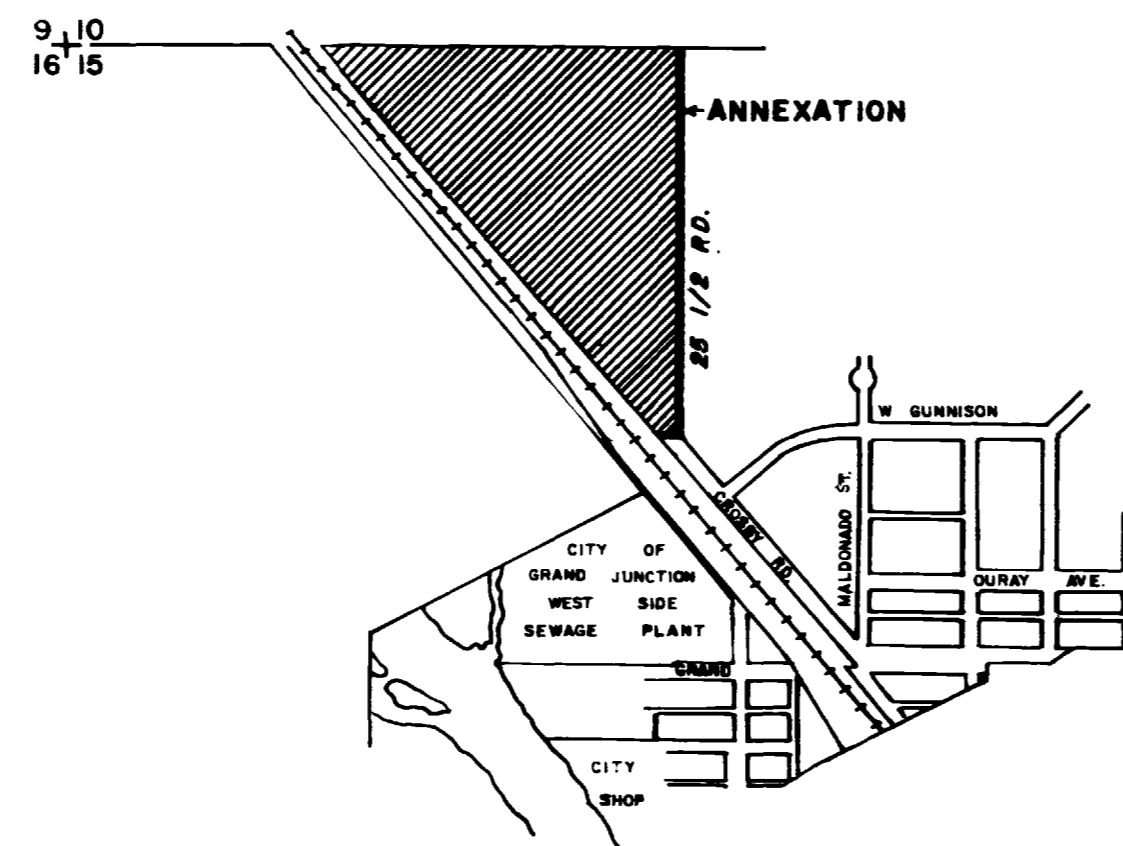 9 10
16 15
ANNEXATION
25 1/2 RD.
W GUNNISON
MALDONADO ST.
CROSBY RD.
OURAY AVE.
CITY OF
GRAND JUNCTION
WEST SIDE
SEWAGE PLANT
GRAND
CITY
SHOP